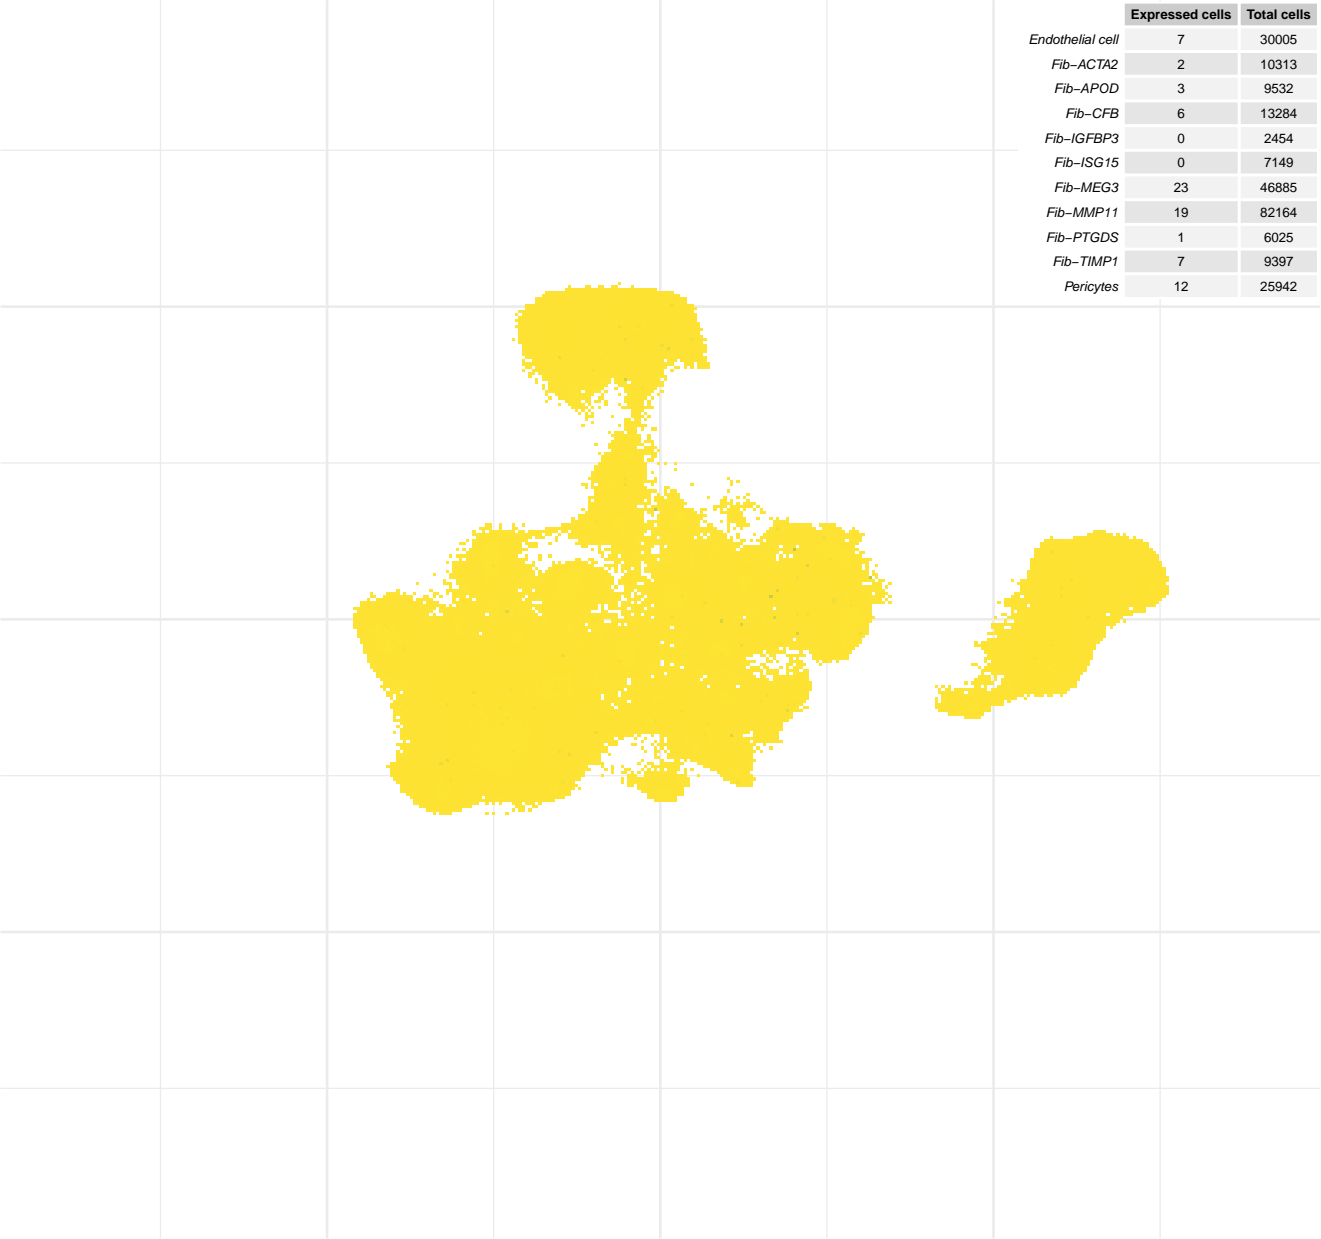 Expressed cells Total cells
Endothelial cell 7 30005
Fib−ACTA2 2 10313
Fib−APOD 3 9532
Fib−CFB 6 13284
Fib−IGFBP3 0 2454
Fib−ISG15 0 7149
Fib−MEG3 23 46885
Fib−MMP11 19 82164
Fib−PTGDS 1 6025
Fib−TIMP1 7 9397
Pericytes 12 25942